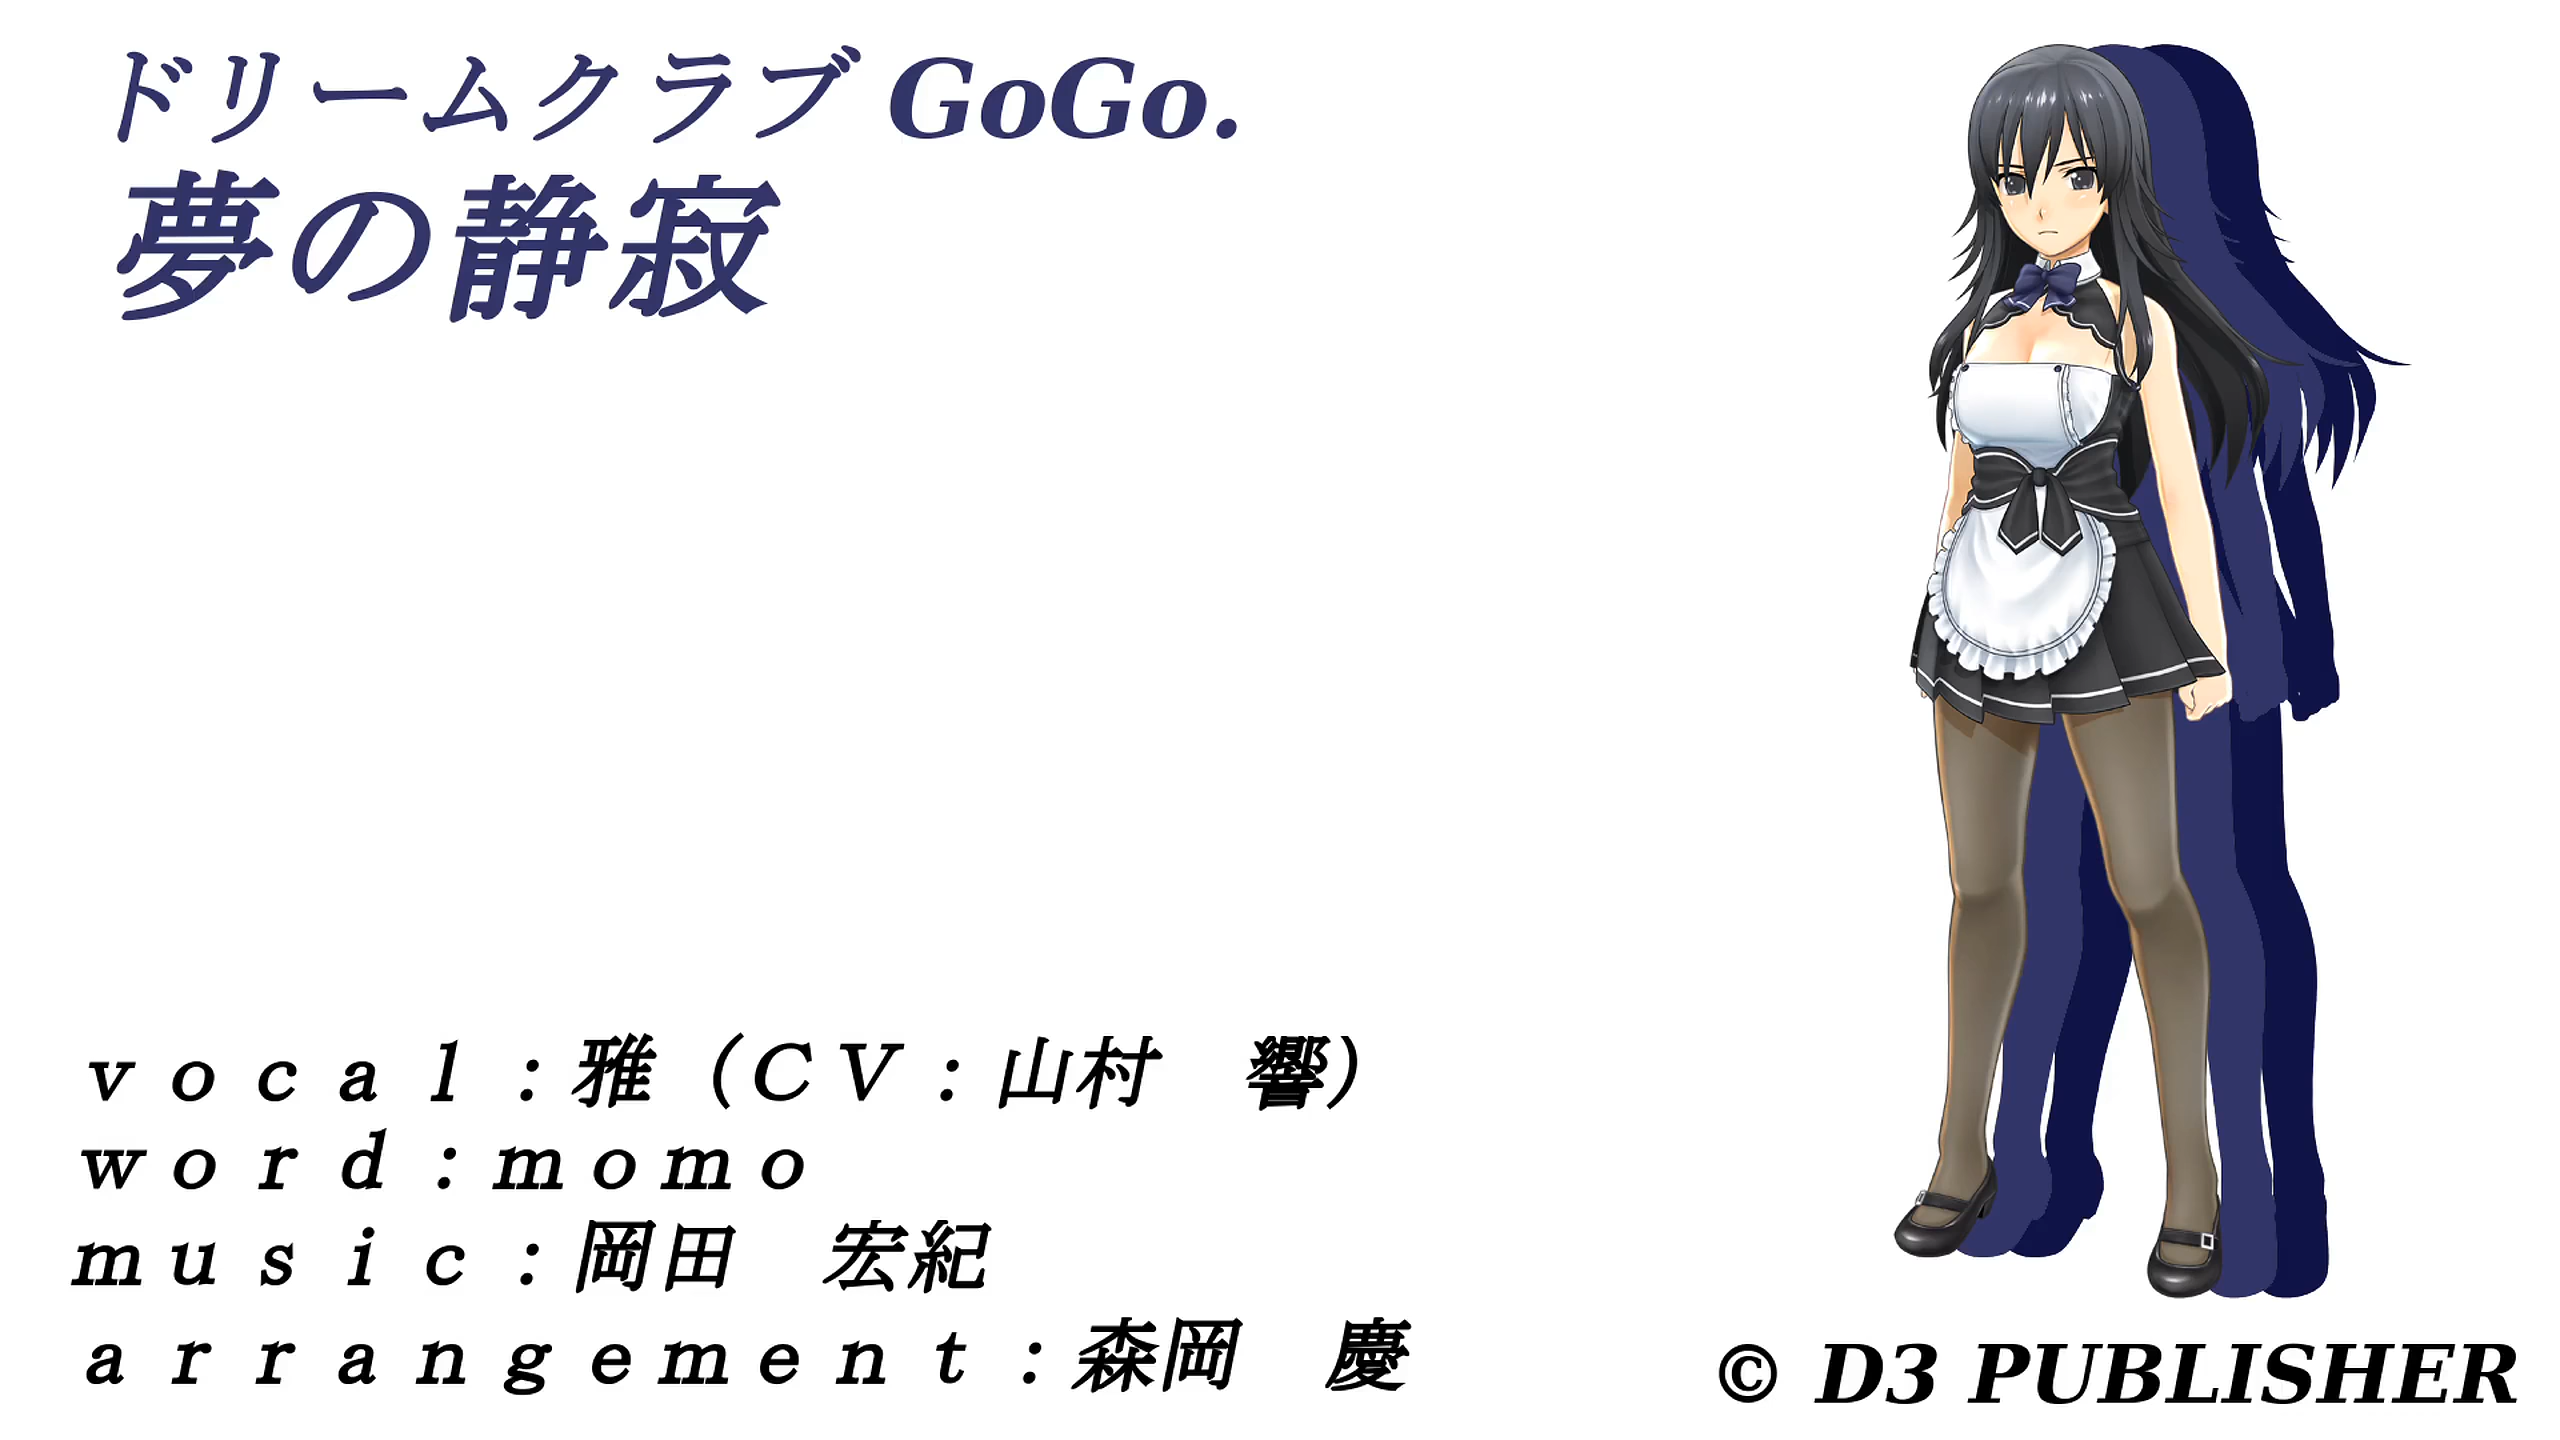 ドリームクラブ GoGo.
夢の静寂
ｖｏｃａｌ：雅（ＣＶ：山村　響）
ｗｏｒｄ：ｍｏｍｏ
ｍｕｓｉｃ：岡田　宏紀
ａｒｒａｎｇｅｍｅｎｔ：森岡　慶
© D3 PUBLISHER